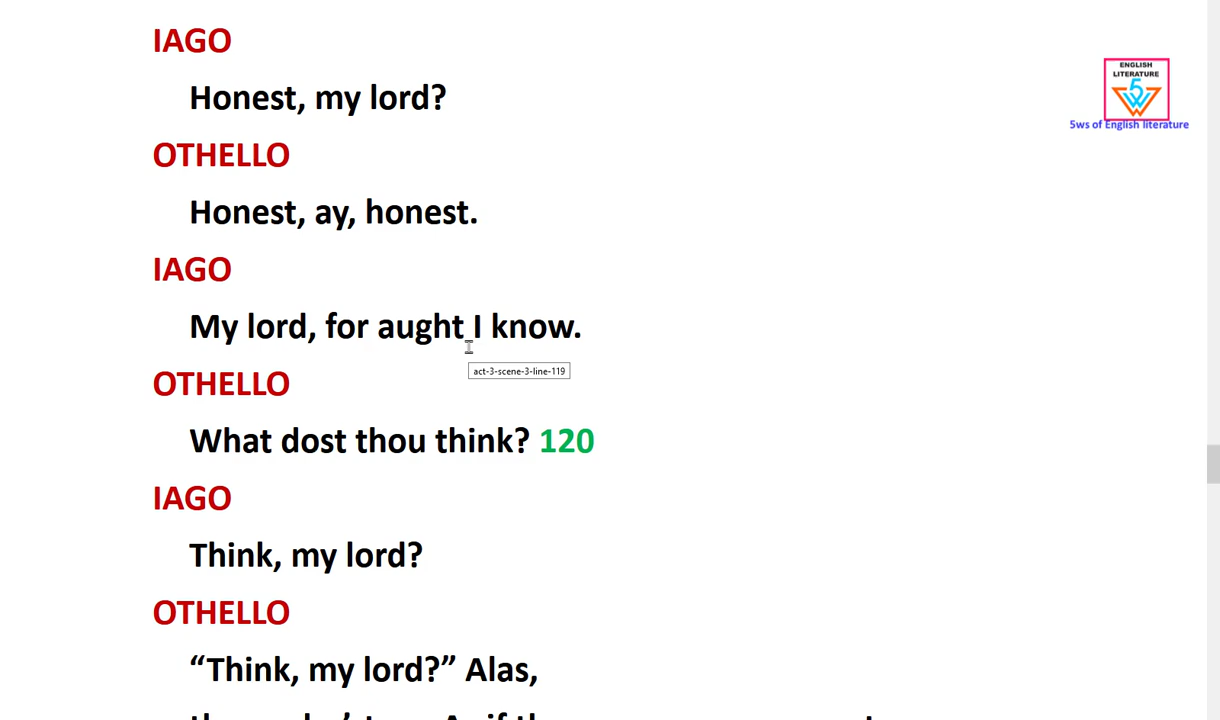 IAGO
Honest, my lord?
ENGLISH
LITERATURE
5
W
5ws of English literature
OTHELLO
Honest, ay, honest.
IAGO
My lord, for aught I know.
act-3-scene-3-line-119
OTHELLO
What dost thou think? 120
IAGO
Think, my lord?
OTHELLO
“Think, my lord?” Alas,